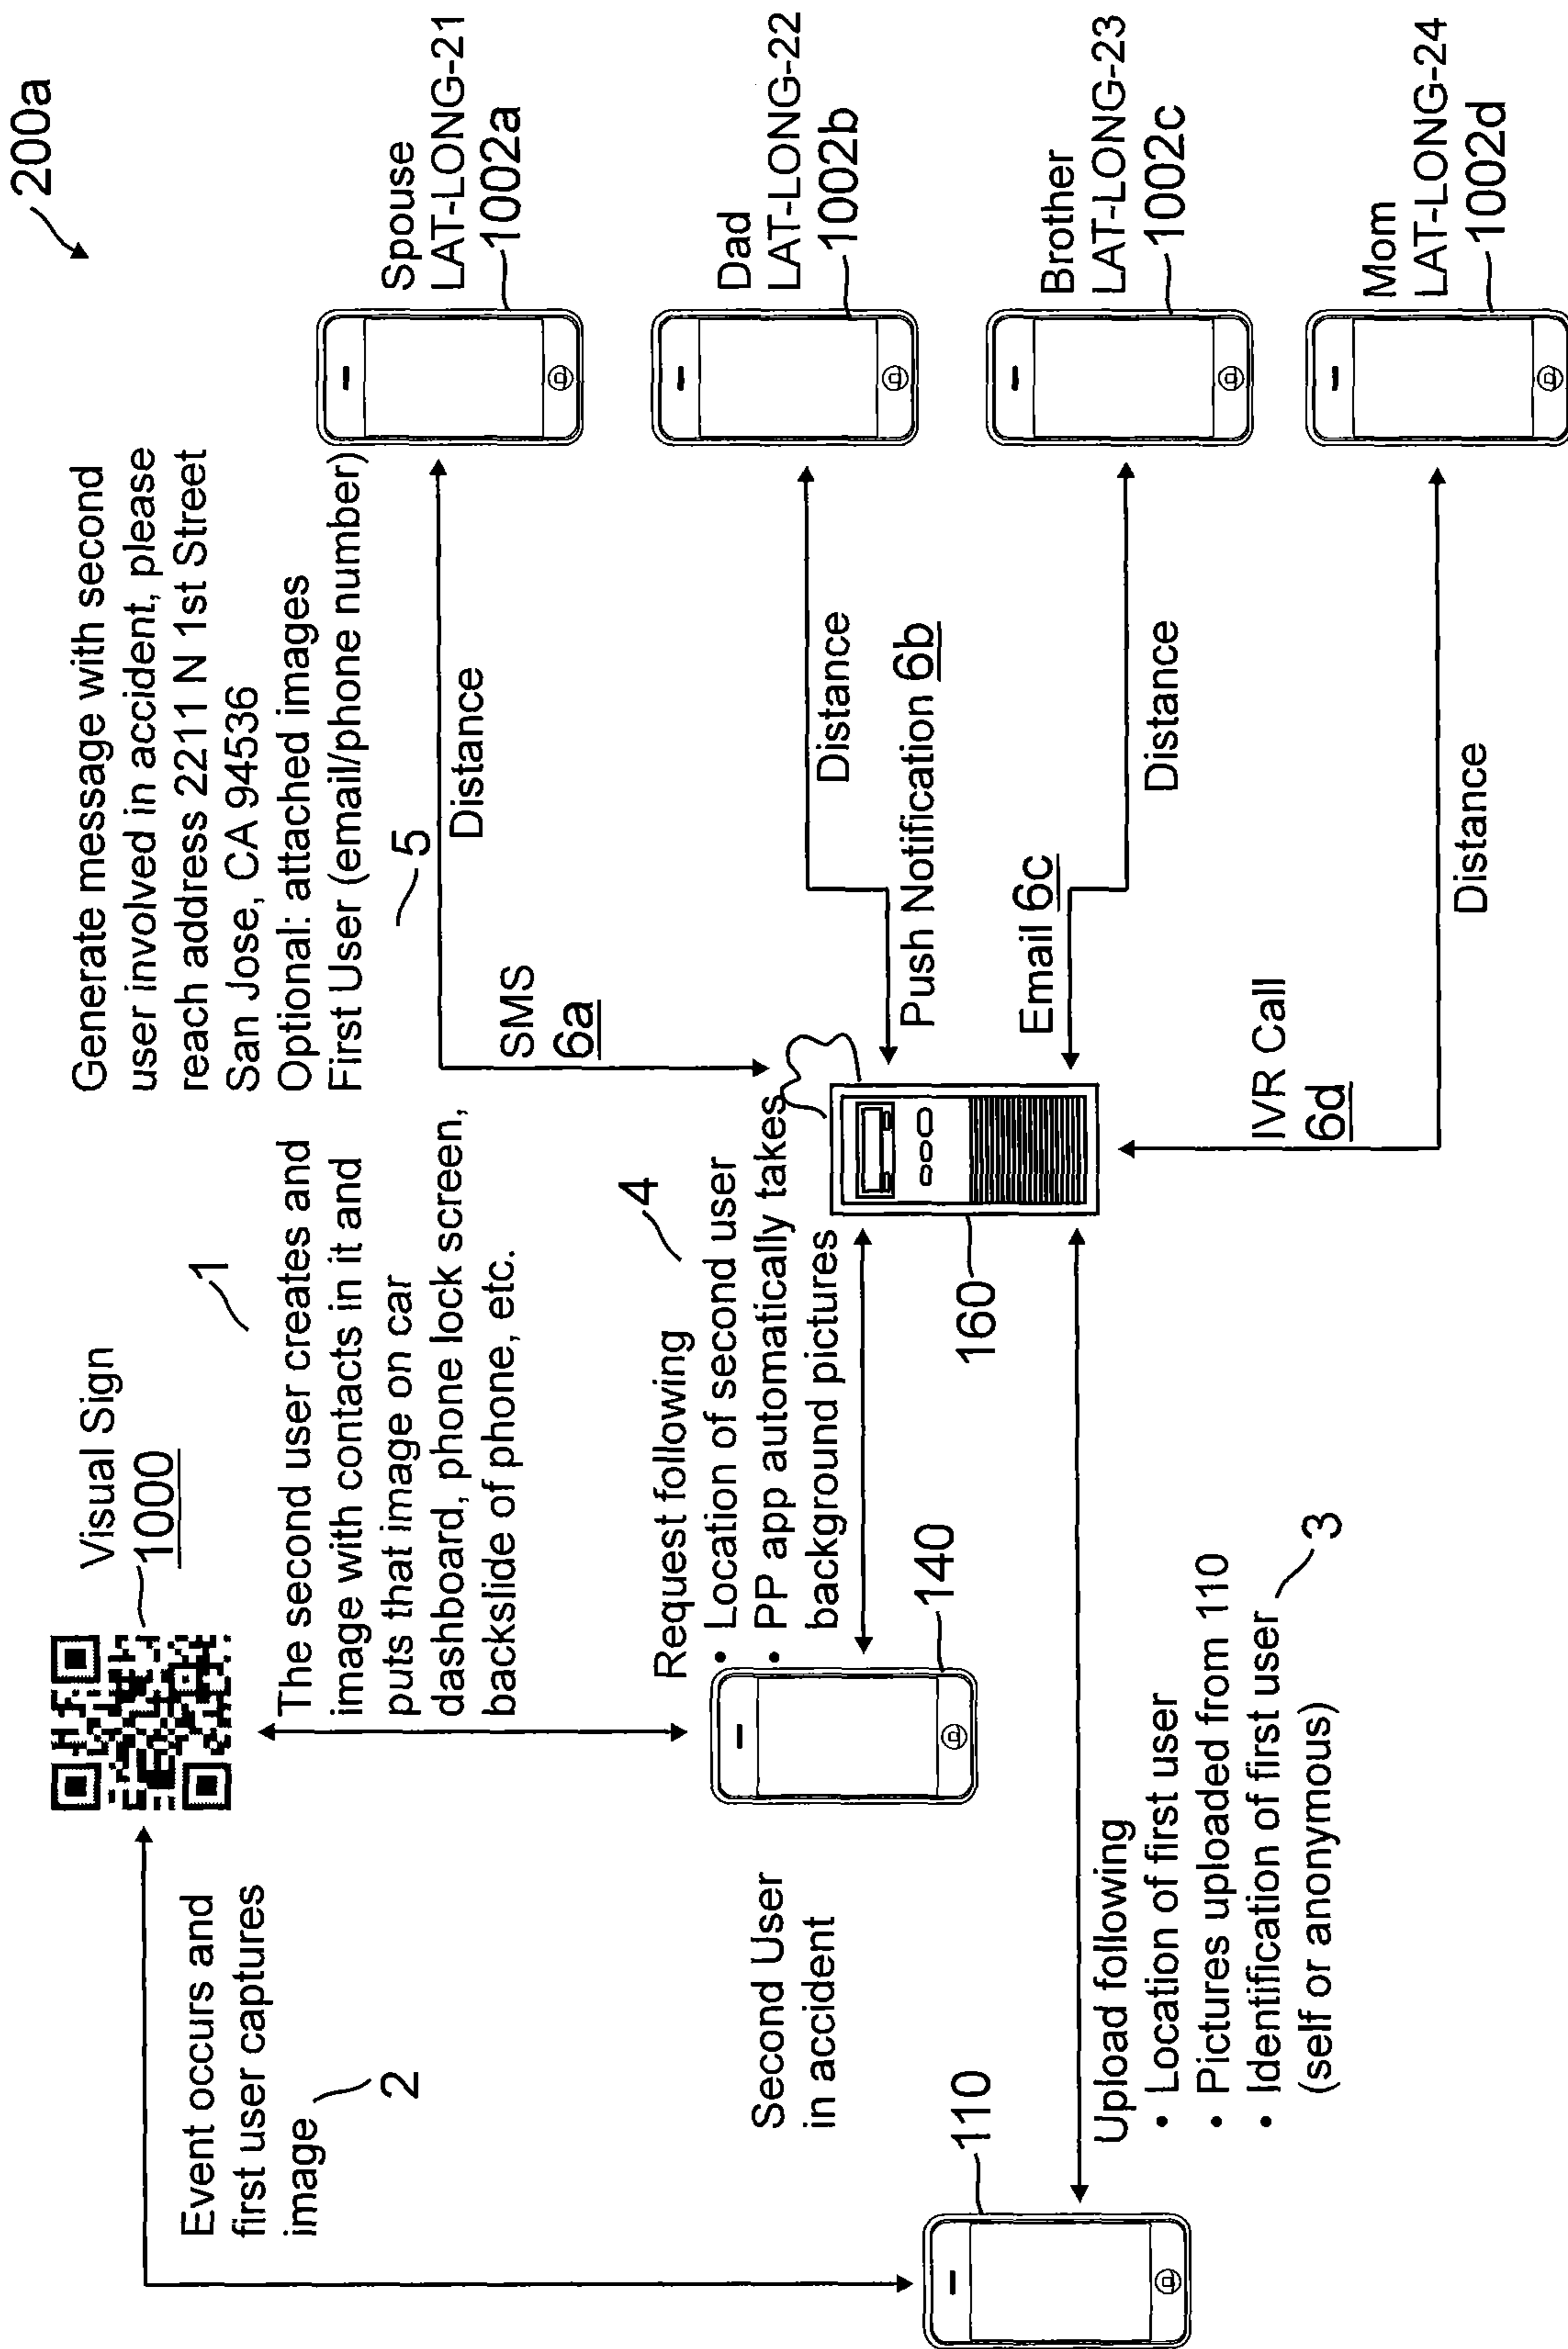 200a
Visual Sign
1000
1
The second user creates and
image with contacts in it and
puts that image on car
dashboard, phone lock screen,
backslide of phone, etc.
Event occurs and
first user captures
image
2
Generate message with second
user involved in accident, please
reach address 2211 N 1st Street
San Jose, CA 94536
Optional: attached images
First User (email/phone number)
5
Request following
• Location of second user
• PP app automatically takes
background pictures
4
140
Second User
in accident
110
Upload following
• Location of first user
• Pictures uploaded from 110
• Identification of first user
(self or anonymous)
3
160
SMS
6a
Distance
Push Notification 6b
Distance
Email 6c
Distance
IVR Call
6d
Distance
Spouse
LAT-LONG-21
1002a
Dad
LAT-LONG-22
1002b
Brother
LAT-LONG-23
1002c
Mom
LAT-LONG-24
1002d